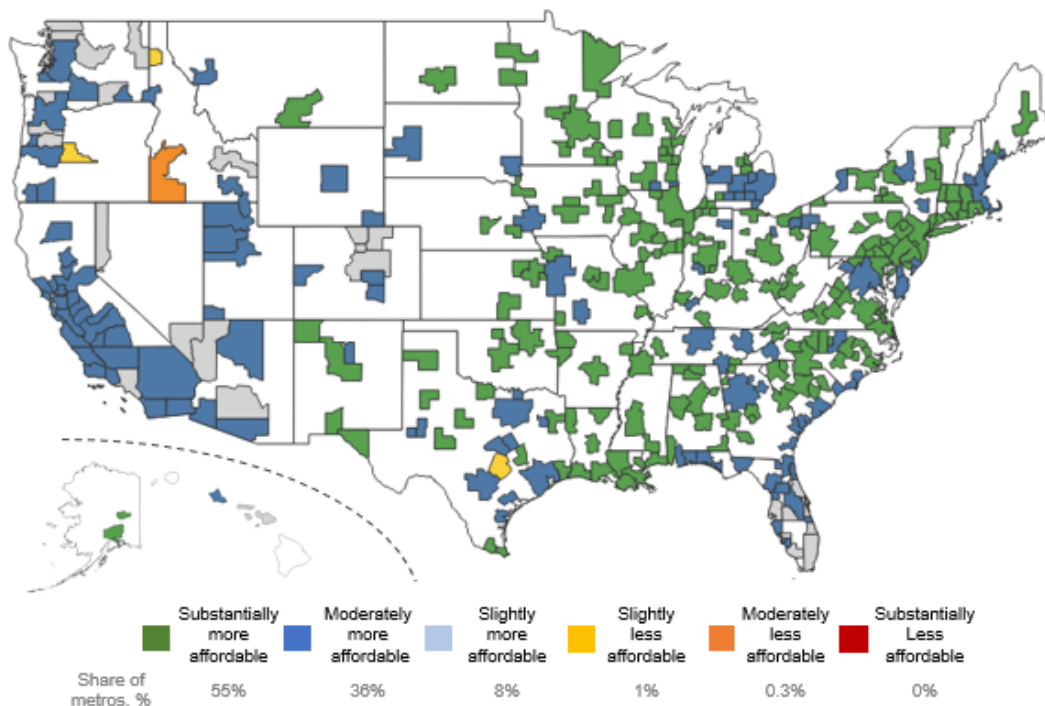 Substantially more affordable
Moderately more affordable
Slightly more affordable
Slightly less affordable
Moderately less affordable
Substantially Less affordable
Share of metros, %
55%
36%
8%
1%
0.3%
0%